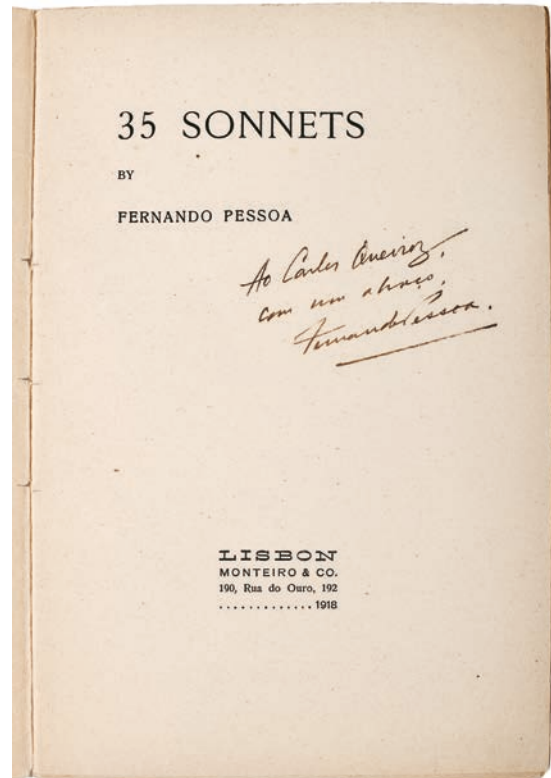 35 SONNETS
BY
FERNANDO PESSOA
Ao Carlos Queiroz,
com um abraço,
Fernando Pessoa.
LISBON
MONTEIRO & CO.
190, Rua do Ouro, 192
............. 1918